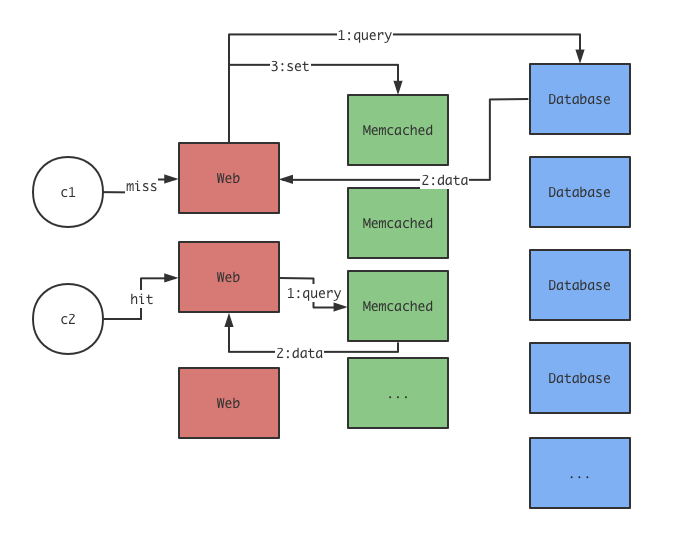 1:query
3:set
Database
Memcached
Web
2:data
miss
c1
Database
Memcached
Web
Database
1:query
Memcached
hit
c2
2:data
Database
...
Web
...